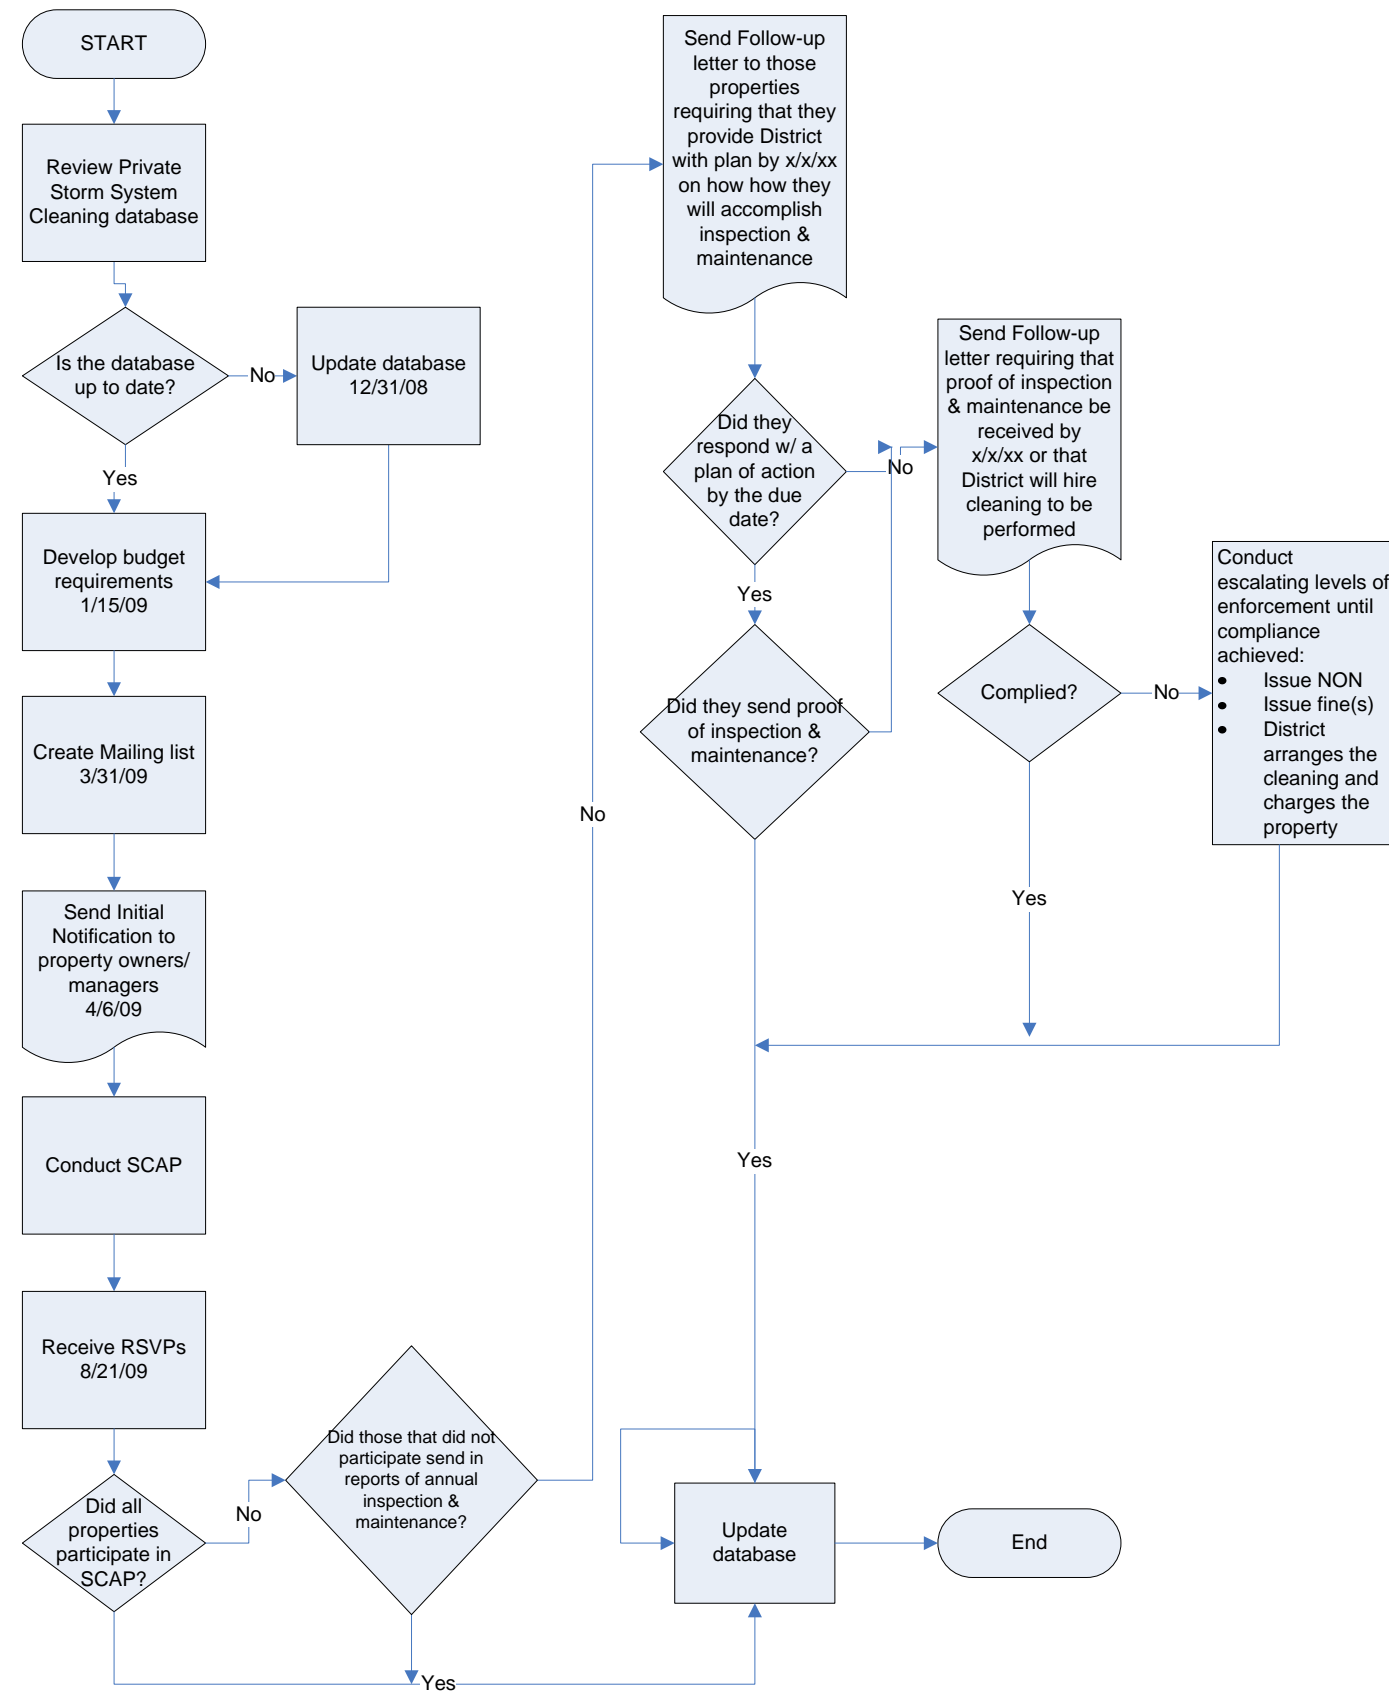 START
Review Private
Storm System
Cleaning database
Is the database
up to date?
No
Update database
12/31/08
Yes
Develop budget
requirements
1/15/09
Create Mailing list
3/31/09
Send Initial
Notification to
property owners/
managers
4/6/09
Conduct SCAP
Receive RSVPs
8/21/09
Did all
properties
participate in
SCAP?
No
Did those that did not
participate send in
reports of annual
inspection &
maintenance?
Yes
No
Send Follow-up
letter to those
properties
requiring that they
provide District
with plan by x/x/xx
on how how they
will accomplish
inspection &
maintenance
Did they
respond w/ a
plan of action
by the due
date?
No
Yes
Did they send proof
of inspection &
maintenance?
Send Follow-up
letter requiring that
proof of inspection
& maintenance be
received by
x/x/xx or that
District will hire
cleaning to be
performed
Complied?
No
Yes
Conduct
escalating levels of
enforcement until
compliance
achieved:
• Issue NON
• Issue fine(s)
• District
arranges the
cleaning and
charges the
property
Yes
Update
database
End